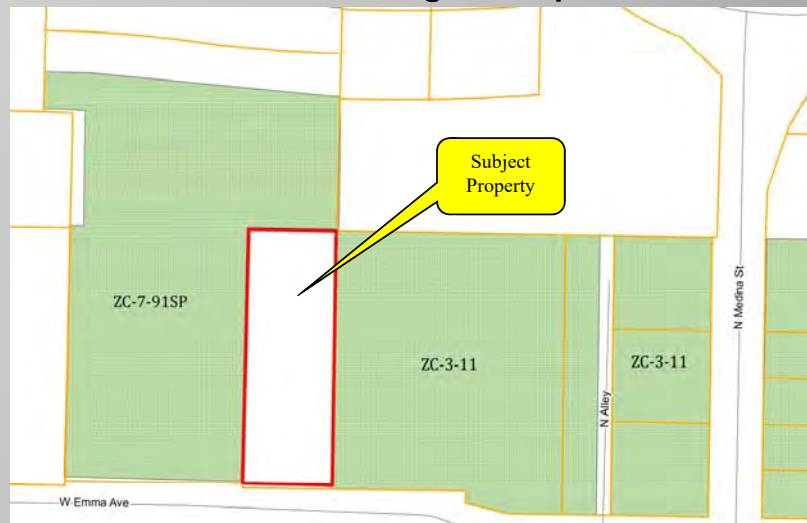 Subject
Property
ZC-7-91SP
ZC-3-11
ZC-3-11
N Medina St
N Alley
W Emma Ave